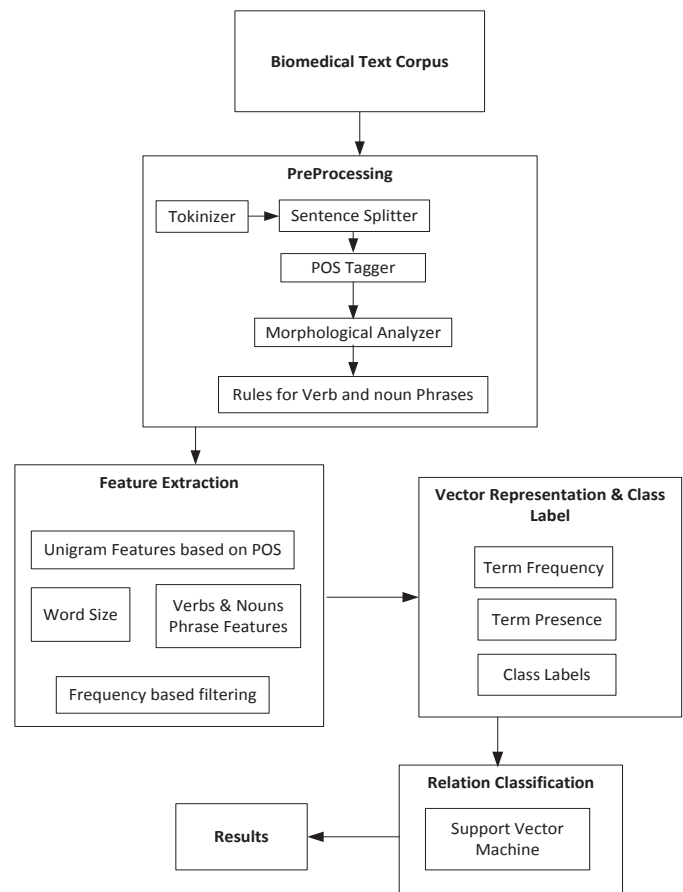 Biomedical Text Corpus
PreProcessing
Tokinizer
Sentence Splitter
POS Tagger
Morphological Analyzer
Rules for Verb and noun Phrases
Feature Extraction
Unigram Features based on POS
Word Size
Verbs & Nouns
Phrase Features
Frequency based filtering
Vector Representation & Class
Label
Term Frequency
Term Presence
Class Labels
Relation Classification
Support Vector
Machine
Results